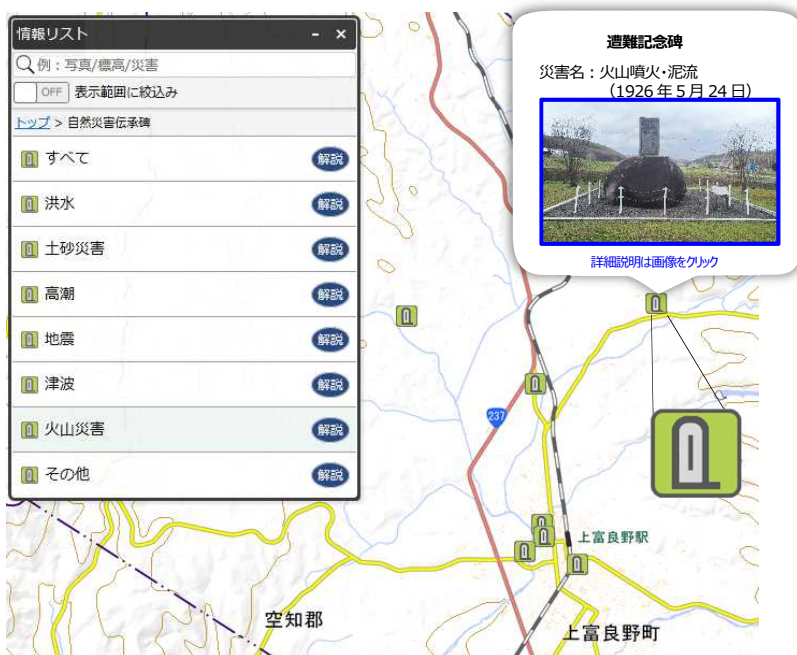 情報リスト
例：写真/標高/災害
OFF 表示範囲に絞込み
トップ > 自然災害伝承碑
すべて 解説
洪水 解説
土砂災害 解説
高潮 解説
地震 解説
津波 解説
火山災害 解説
その他 解説
遭難記念碑
災害名：火山噴火・泥流
（1926年5月24日）
詳細説明は画像をクリック
237
上富良野駅
空知郡
上富良野町